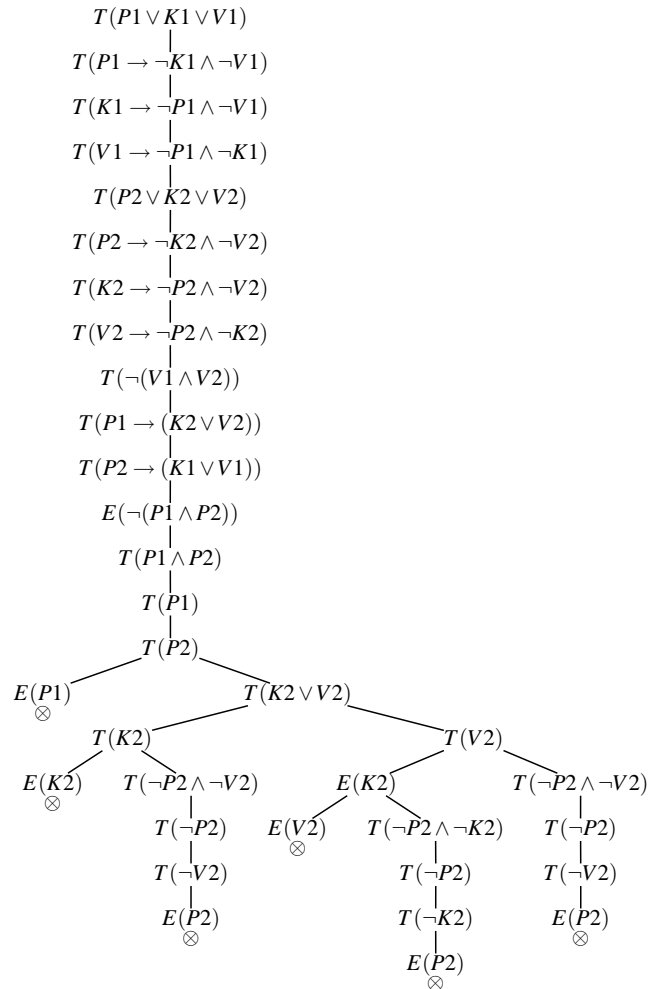 T(P1 ∨ K1 ∨ V1)
T(P1 → ¬K1 ∧ ¬V1)
T(K1 → ¬P1 ∧ ¬V1)
T(V1 → ¬P1 ∧ ¬K1)
T(P2 ∨ K2 ∨ V2)
T(P2 → ¬K2 ∧ ¬V2)
T(K2 → ¬P2 ∧ ¬V2)
T(V2 → ¬P2 ∧ ¬K2)
T(¬(V1 ∧ V2))
T(P1 → (K2 ∨ V2))
T(P2 → (K1 ∨ V1))
E(¬(P1 ∧ P2))
T(P1 ∧ P2)
T(P1)
T(P2)
E(P1) T(K2 ∨ V2)
⊗
T(K2) T(V2)
E(K2) T(¬P2 ∧ ¬V2) E(K2) T(¬P2 ∧ ¬V2)
⊗
T(¬P2) E(V2) T(¬P2 ∧ ¬K2) T(¬P2)
⊗
T(¬V2) T(¬P2) T(¬V2)
E(P2) T(¬K2) E(P2)
⊗ ⊗
E(P2)
⊗